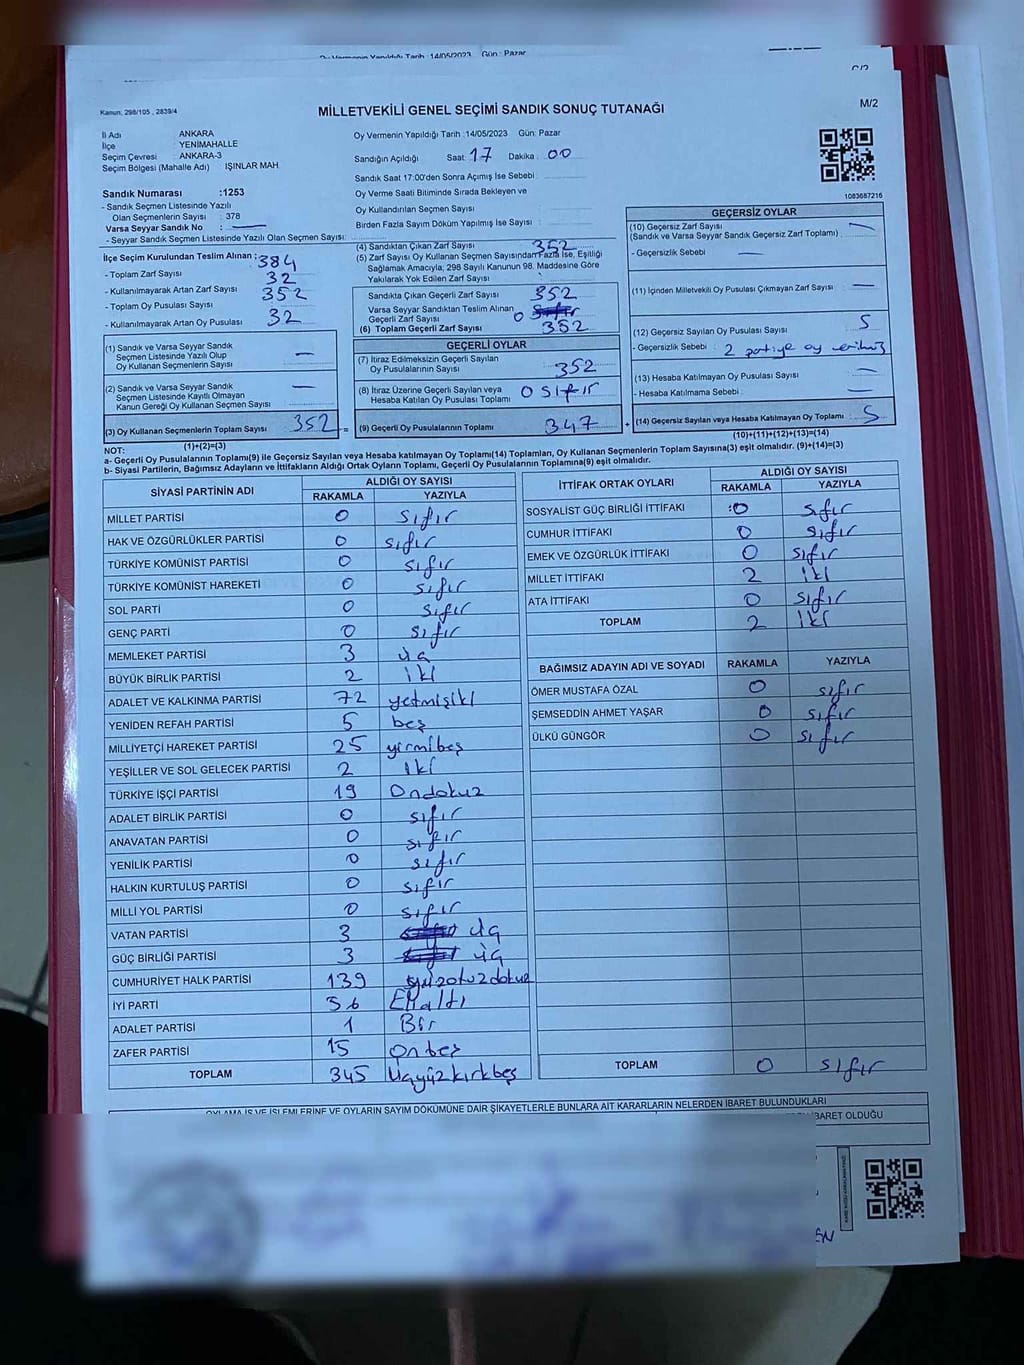 Oy Vermenin Yapıldığı Tarih :14/05/2023 Gün : Pazar
Kanun; 298/105 , 2839/4
MİLLETVEKİLİ GENEL SEÇİMİ SANDIK SONUÇ TUTANAĞI
M/2
İl Adı ANKARA
İlçe YENİMAHALLE
Seçim Çevresi ANKARA-3
Seçim Bölgesi (Mahalle Adı) IŞINLAR MAH.
Oy Vermenin Yapıldığı Tarih :14/05/2023 Gün: Pazar
Sandığın Açıldığı Saat: 17 Dakika : 00
Sandık Saat 17:00'den Sonra Açımış İse Sebebi :
Oy Verme Saati Bitiminde Sırada Bekleyen ve
Oy Kullandırılan Seçmen Sayısı
Birden Fazla Sayım Döküm Yapılmış İse Sayısı :
1083687216
Sandık Numarası :1253
- Sandık Seçmen Listesinde Yazılı
Olan Seçmenlerin Sayısı : 378
Varsa Seyyar Sandık No :
- Seyyar Sandık Seçmen Listesinde Yazılı Olan Seçmen Sayısı:
İlçe Seçim Kurulundan Teslim Alınan ; 384
- Toplam Zarf Sayısı
- Kullanılmayarak Artan Zarf Sayısı 32
- Toplam Oy Pusulası Sayısı 352
- Kullanılmayarak Artan Oy Pusulası 32
(1) Sandık ve Varsa Seyyar Sandık
Seçmen Listesinde Yazılı Olup
Oy Kullanan Seçmenlerin Sayısı —
(2) Sandık ve Varsa Seyyar Sandık
Seçmen Listesinde Kayıtlı Olmayan
Kanun Gereği Oy Kullanan Seçmen Sayısı —
(3) Oy Kullanan Seçmenlerin Toplam Sayısı 352 =
(1)+(2)=(3)
(4) Sandıktan Çıkan Zarf Sayısı 352
(5) Zarf Sayısı Oy Kullanan Seçmen Sayısından Fazla İse, Eşitliği
Sağlamak Amacıyla, 298 Sayılı Kanunun 98. Maddesine Göre
Yakılarak Yok Edilen Zarf Sayısı :
Sandıkta Çıkan Geçerli Zarf Sayısı 352
Varsa Seyyar Sandıktan Teslim Alınan
Geçerli Zarf Sayısı 0
(6) Toplam Geçerli Zarf Sayısı 352
GEÇERLİ OYLAR
(7) İtiraz Edilmeksizin Geçerli Sayılan
Oy Pusulalarının Sayısı 352
(8) İtiraz Üzerine Geçerli Sayılan veya
Hesaba Katılan Oy Pusulası Toplamı 0 sıfır
(9) Geçerli Oy Pusulalarının Toplamı 347 +
GEÇERSİZ OYLAR
(10) Geçersiz Zarf Sayısı
(Sandık ve Varsa Seyyar Sandık Geçersiz Zarf Toplamı) —
- Geçersizlik Sebebi —
(11) İçinden Milletvekili Oy Pusulası Çıkmayan Zarf Sayısı —
(12) Geçersiz Sayılan Oy Pusulası Sayısı 5
- Geçersizlik Sebebi : 2 partiye oy
(13) Hesaba Katılmayan Oy Pusulası Sayısı —
- Hesaba Katılmama Sebebi —
(14) Geçersiz Sayılan veya Hesaba Katılmayan Oy Toplamı 5
(10)+(11)+(12)+(13)=(14)
NOT:
a- Geçerli Oy Pusulalarının Toplamı(9) ile Geçersiz Sayılan veya Hesaba katılmayan Oy Toplamı(14) Toplamları, Oy Kullanan Seçmenlerin Toplam Sayısına(3) eşit olmalıdır. (9)+(14)=(3)
b- Siyasi Partilerin, Bağımsız Adayların ve İttifakların Aldığı Ortak Oyların Toplamı, Geçerli Oy Pusulalarının Toplamına(9) eşit olmalıdır.
SİYASİ PARTİNİN ADI ALDIĞI OY SAYISI
RAKAMLA YAZIYLA
MİLLET PARTİSİ 0 sıfır
HAK VE ÖZGÜRLÜKLER PARTİSİ 0 sıfır
TÜRKİYE KOMÜNİST PARTİSİ 0 sıfır
TÜRKİYE KOMÜNİST HAREKETİ 0 sıfır
SOL PARTİ 0 sıfır
GENÇ PARTİ 0 sıfır
MEMLEKET PARTİSİ 3 üç
BÜYÜK BİRLİK PARTİSİ 2 iki
ADALET VE KALKINMA PARTİSİ 72 yetmişiki
YENİDEN REFAH PARTİSİ 5 beş
MİLLİYETÇİ HAREKET PARTİSİ 25 yirmibeş
YEŞİLLER VE SOL GELECEK PARTİSİ 2 iki
TÜRKİYE İŞÇİ PARTİSİ 19 Ondokuz
ADALET BİRLİK PARTİSİ 0 sıfır
ANAVATAN PARTİSİ 0 sıfır
YENİLİK PARTİSİ 0 sıfır
HALKIN KURTULUŞ PARTİSİ 0 sıfır
MİLLİ YOL PARTİSİ 0 sıfır
VATAN PARTİSİ 3 üç
GÜÇ BİRLİĞİ PARTİSİ 3 üç
CUMHURİYET HALK PARTİSİ 139 yüzotuzdokuz
İYİ PARTİ 56 Ellialtı
ADALET PARTİSİ 1 Bir
ZAFER PARTİSİ 15 onbeş
TOPLAM 345 Üçyüzkırkbeş
İTTİFAK ORTAK OYLARI ALDIĞI OY SAYISI
RAKAMLA YAZIYLA
SOSYALİST GÜÇ BİRLİĞİ İTTİFAKI 0 sıfır
CUMHUR İTTİFAKI 0 sıfır
EMEK VE ÖZGÜRLÜK İTTİFAKI 0 sıfır
MİLLET İTTİFAKI 2 iki
ATA İTTİFAKI 0 sıfır
TOPLAM 2 iki
BAĞIMSIZ ADAYIN ADI VE SOYADI RAKAMLA YAZIYLA
ÖMER MUSTAFA ÖZAL 0 sıfır
ŞEMSEDDİN AHMET YAŞAR 0 sıfır
ÜLKÜ GÜNGÖR 0 sıfır
TOPLAM 0 sıfır
OYLAMA İŞ VE İŞLEMLERİNE VE OYLARIN SAYIM DÖKÜMÜNE DAİR ŞİKAYETLERLE BUNLARA AİT KARARLARIN NELERDEN İBARET BULUNDUKLARI
İBARET OLDUĞU